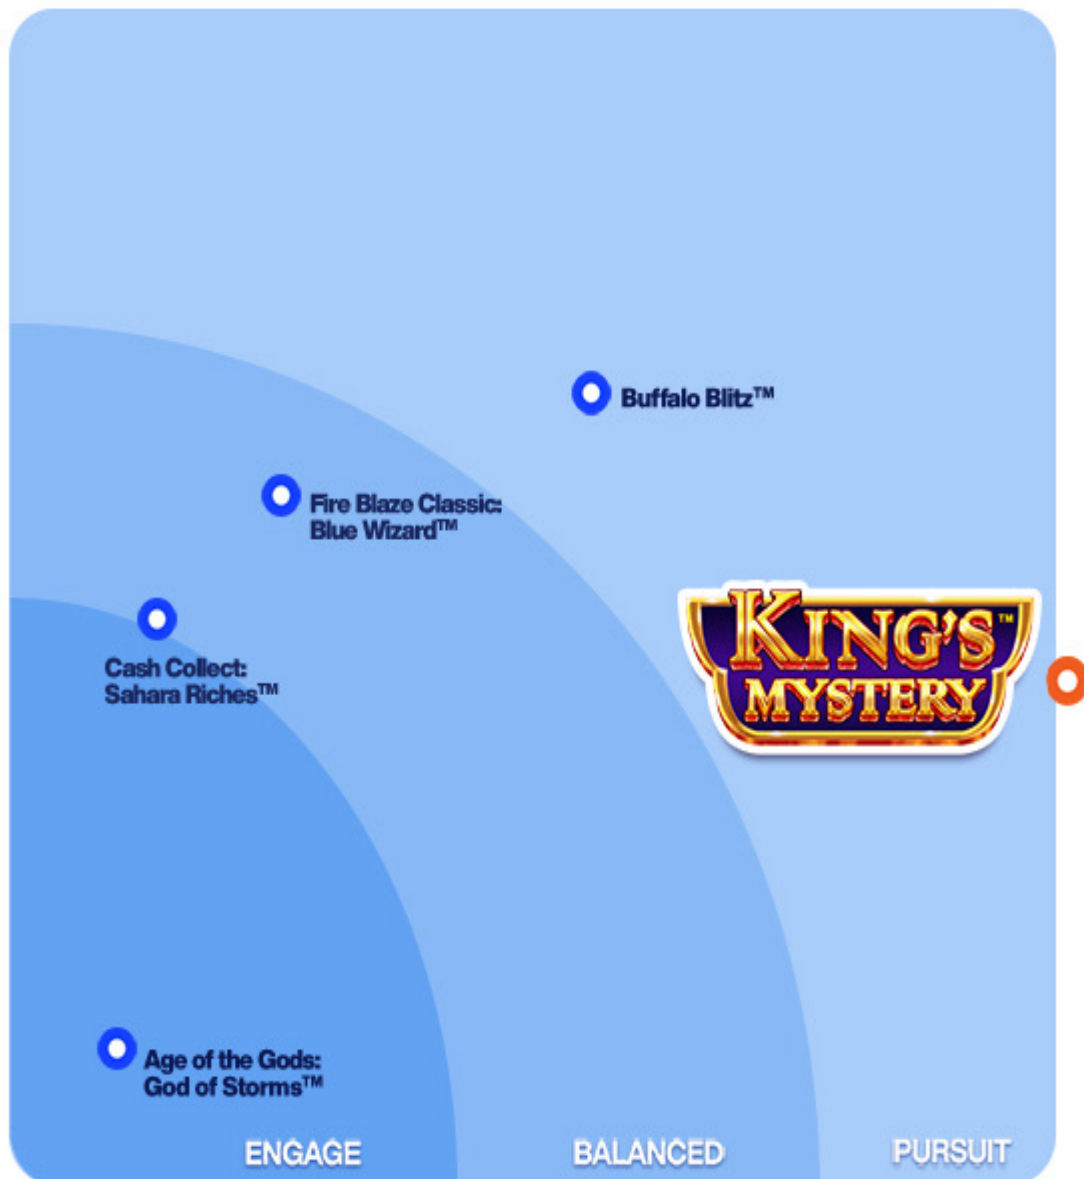 Buffalo Blitz™
Fire Blaze Classic:
Blue Wizard™
KING'S™
MYSTERY
Cash Collect:
Sahara Riches™
Age of the Gods:
God of Storms™
ENGAGE
BALANCED
PURSUIT